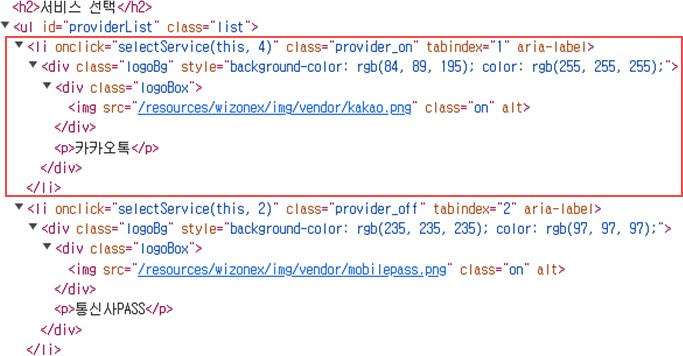 <h2>서비스 선택</h2>
▼<ul id="providerList" class="list">
▼<li onclick="selectService(this, 4)" class="provider_on" tabindex="1" aria-label>
▼<div class="logoBg" style="background-color: rgb(84, 89, 195); color: rgb(255, 255, 255);">
▼<div class="logoBox">
<img src="/resources/wizonex/img/vendor/kakao.png" class="on" alt>
</div>
<p>카카오톡</p>
</div>
</li>
▼<li onclick="selectService(this, 2)" class="provider_off" tabindex="2" aria-label>
▼<div class="logoBg" style="background-color: rgb(235, 235, 235); color: rgb(97, 97, 97);">
▼<div class="logoBox">
<img src="/resources/wizonex/img/vendor/mobilepass.png" class="on" alt>
</div>
<p>통신사PASS</p>
</div>
</li>